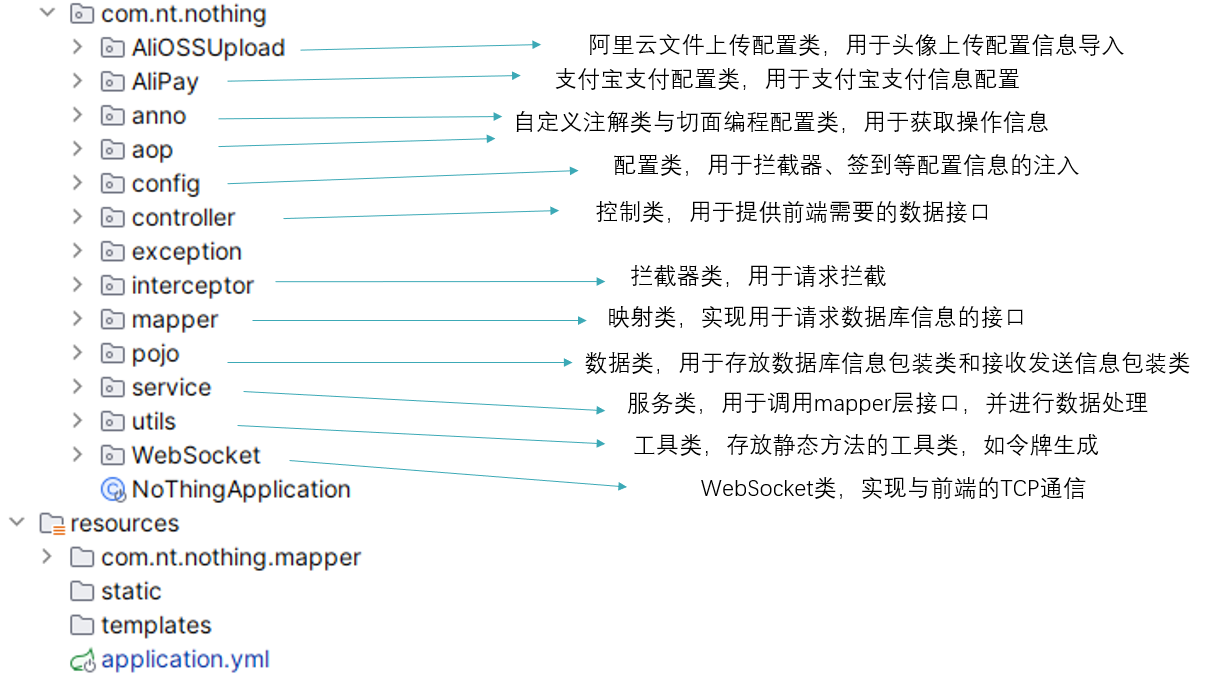 com.nt.nothing
AliOSSUpload 阿里云文件上传配置类，用于头像上传配置信息导入
AliPay 支付宝支付配置类，用于支付宝支付信息配置
anno 自定义注解类与切面编程配置类，用于获取操作信息
aop
config 配置类，用于拦截器、签到等配置信息的注入
controller 控制类，用于提供前端需要的数据接口
exception
interceptor 拦截器类，用于请求拦截
mapper 映射类，实现用于请求数据库信息的接口
pojo 数据类，用于存放数据库信息包装类和接收发送信息包装类
service 服务类，用于调用mapper层接口，并进行数据处理
utils 工具类，存放静态方法的工具类，如令牌生成
WebSocket WebSocket类，实现与前端的TCP通信
NoThingApplication
resources
com.nt.nothing.mapper
static
templates
application.yml